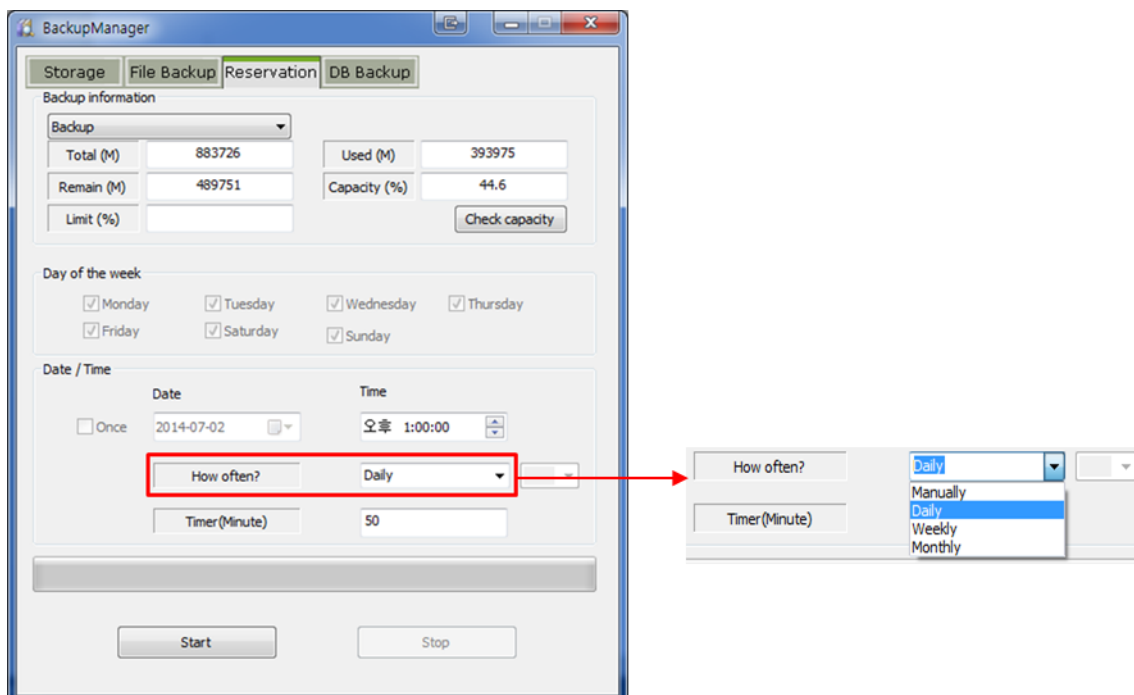 BackupManager
Storage File Backup Reservation DB Backup
Backup information
Backup
Total (M) 883726 Used (M) 393975
Remain (M) 489751 Capacity (%) 44.6
Limit (%) Check capacity
Day of the week
Monday Tuesday Wednesday Thursday
Friday Saturday Sunday
Date / Time
Date Time
Once 2014-07-02 오후 1:00:00
How often? Daily
Timer(Minute) 50
Start Stop
How often? Daily
Manually
Daily
Timer(Minute) Weekly
Monthly